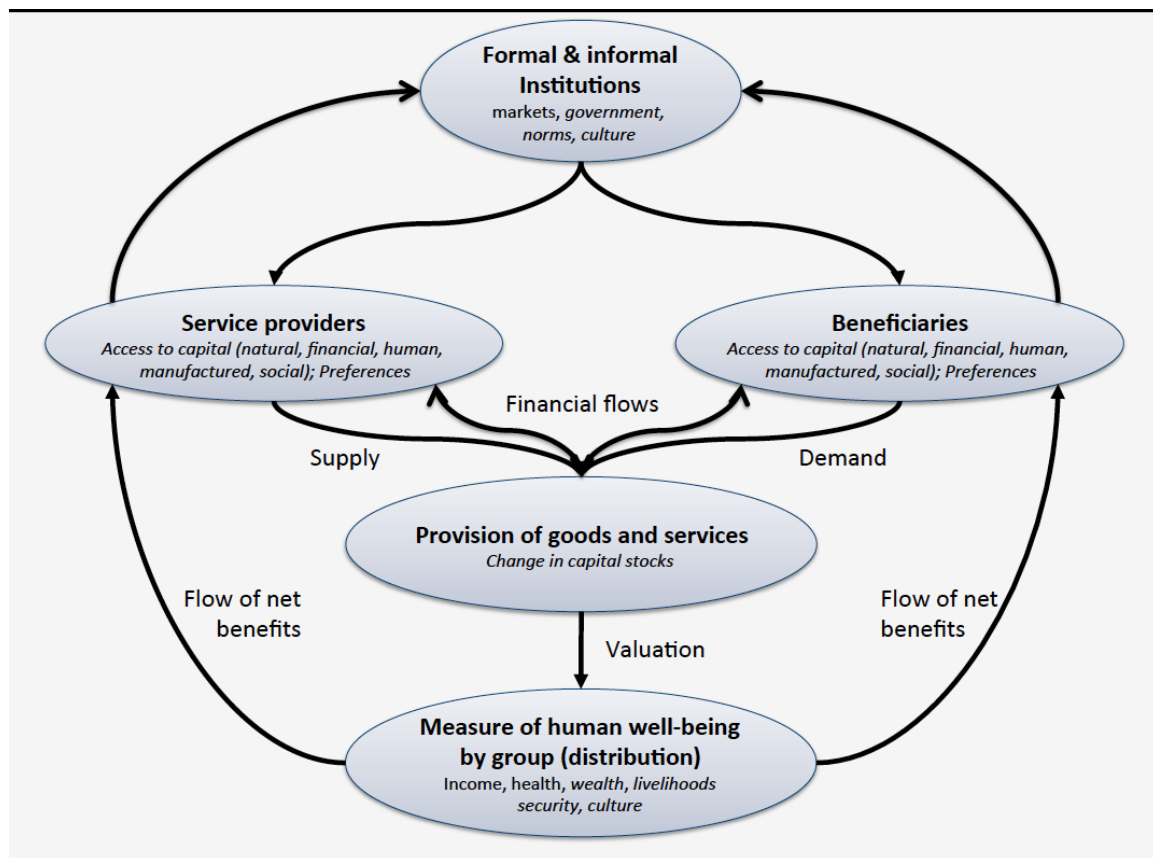 Formal & informal
Institutions
markets, government,
norms, culture
Service providers
Access to capital (natural, financial, human,
manufactured, social); Preferences
Beneficiaries
Access to capital (natural, financial, human,
manufactured, social); Preferences
Financial flows
Supply
Demand
Provision of goods and services
Change in capital stocks
Flow of net
benefits
Flow of net
benefits
Valuation
Measure of human well-being
by group (distribution)
Income, health, wealth, livelihoods
security, culture